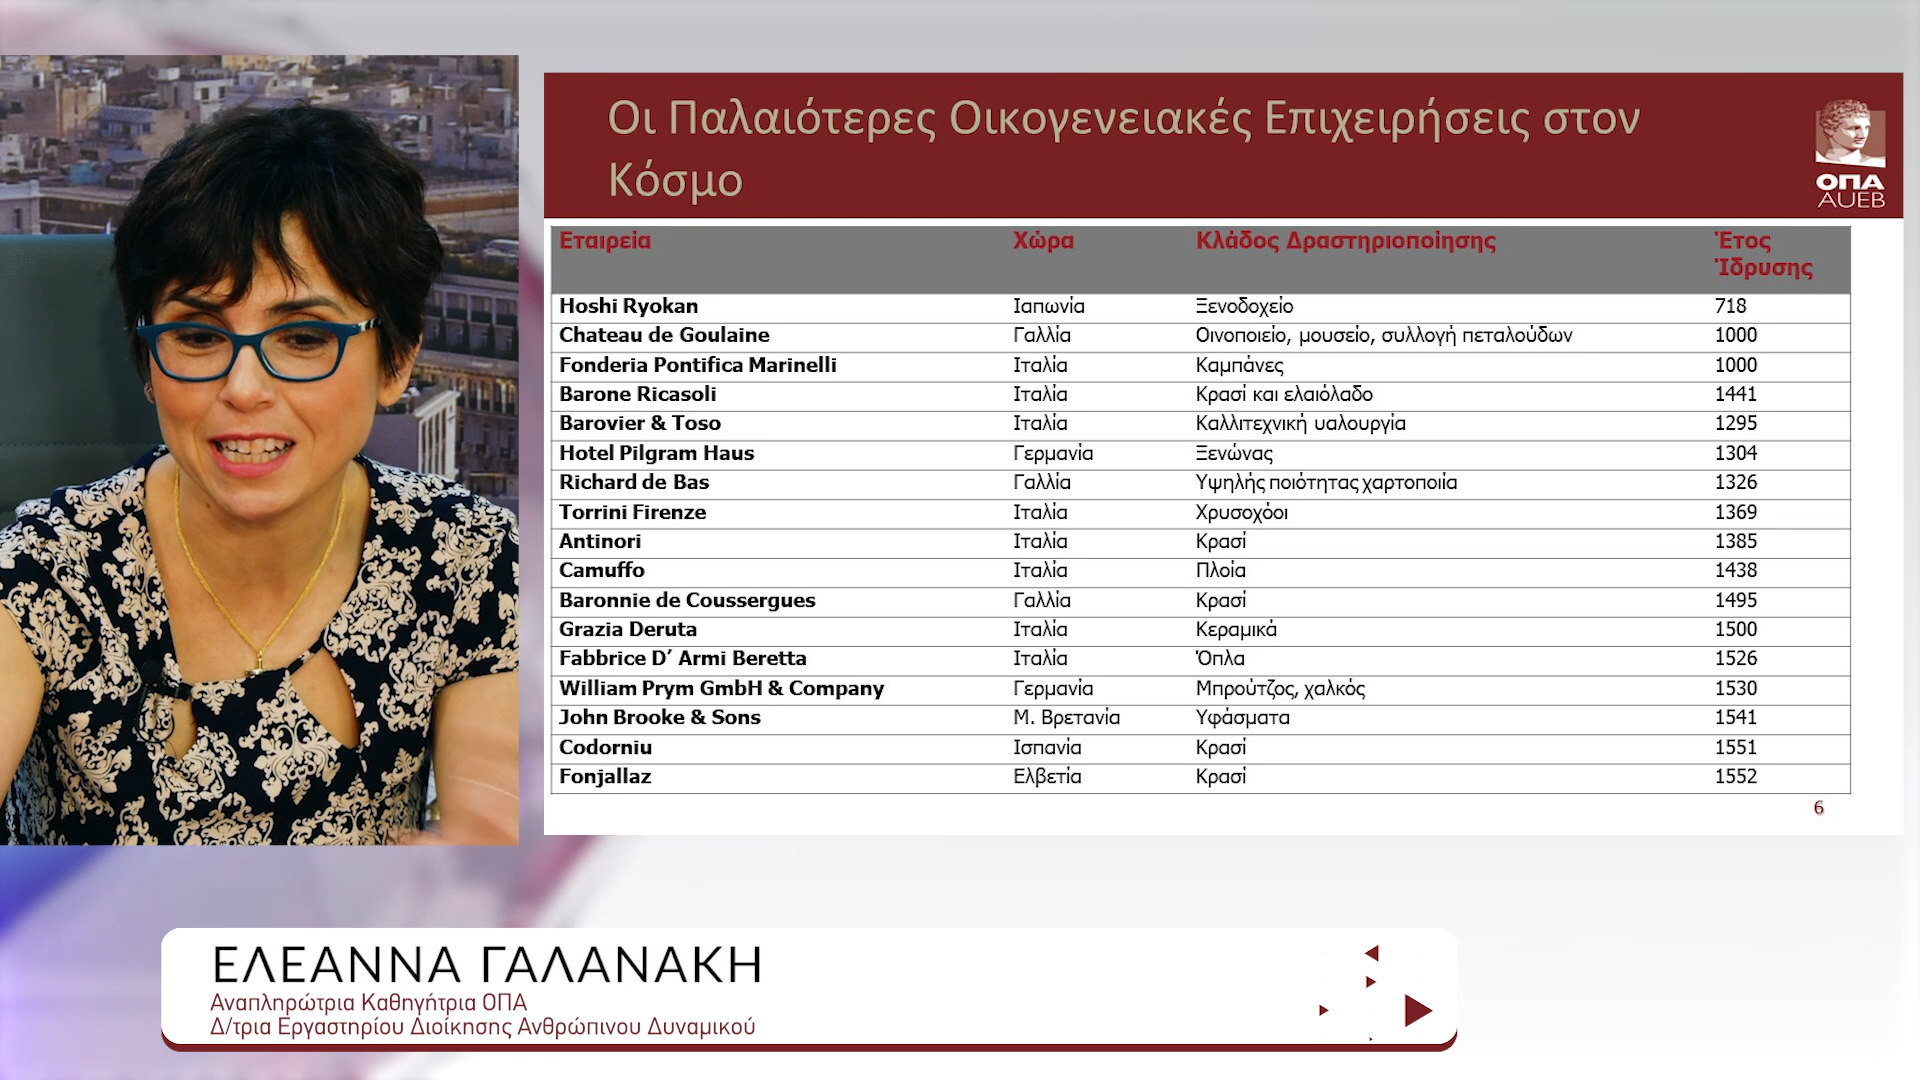 Οι Παλαιότερες Οικογενειακές Επιχειρήσεις στον
Κόσμο
ΟΠΑ
AUEB
Εταιρεία Χώρα Κλάδος Δραστηριοποίησης Έτος
Ίδρυσης
Hoshi Ryokan Ιαπωνία Ξενοδοχείο 718
Chateau de Goulaine Γαλλία Οινοποιείο, μουσείο, συλλογή πεταλούδων 1000
Fonderia Pontifica Marinelli Ιταλία Καμπάνες 1000
Barone Ricasoli Ιταλία Κρασί και ελαιόλαδο 1441
Barovier & Toso Ιταλία Καλλιτεχνική υαλουργία 1295
Hotel Pilgram Haus Γερμανία Ξενώνας 1304
Richard de Bas Γαλλία Υψηλής ποιότητας χαρτοποιία 1326
Torrini Firenze Ιταλία Χρυσοχόοι 1369
Antinori Ιταλία Κρασί 1385
Camuffo Ιταλία Πλοία 1438
Baronnie de Coussergues Γαλλία Κρασί 1495
Grazia Deruta Ιταλία Κεραμικά 1500
Fabbrice D’ Armi Beretta Ιταλία Όπλα 1526
William Prym GmbH & Company Γερμανία Μπρούτζος, χαλκός 1530
John Brooke & Sons Μ. Βρετανία Υφάσματα 1541
Codorniu Ισπανία Κρασί 1551
Fonjallaz Ελβετία Κρασί 1552
6
ΕΛΕΑΝΝΑ ΓΑΛΑΝΑΚΗ
Αναπληρώτρια Καθηγήτρια ΟΠΑ
Δ/τρια Εργαστηρίου Διοίκησης Ανθρώπινου Δυναμικού